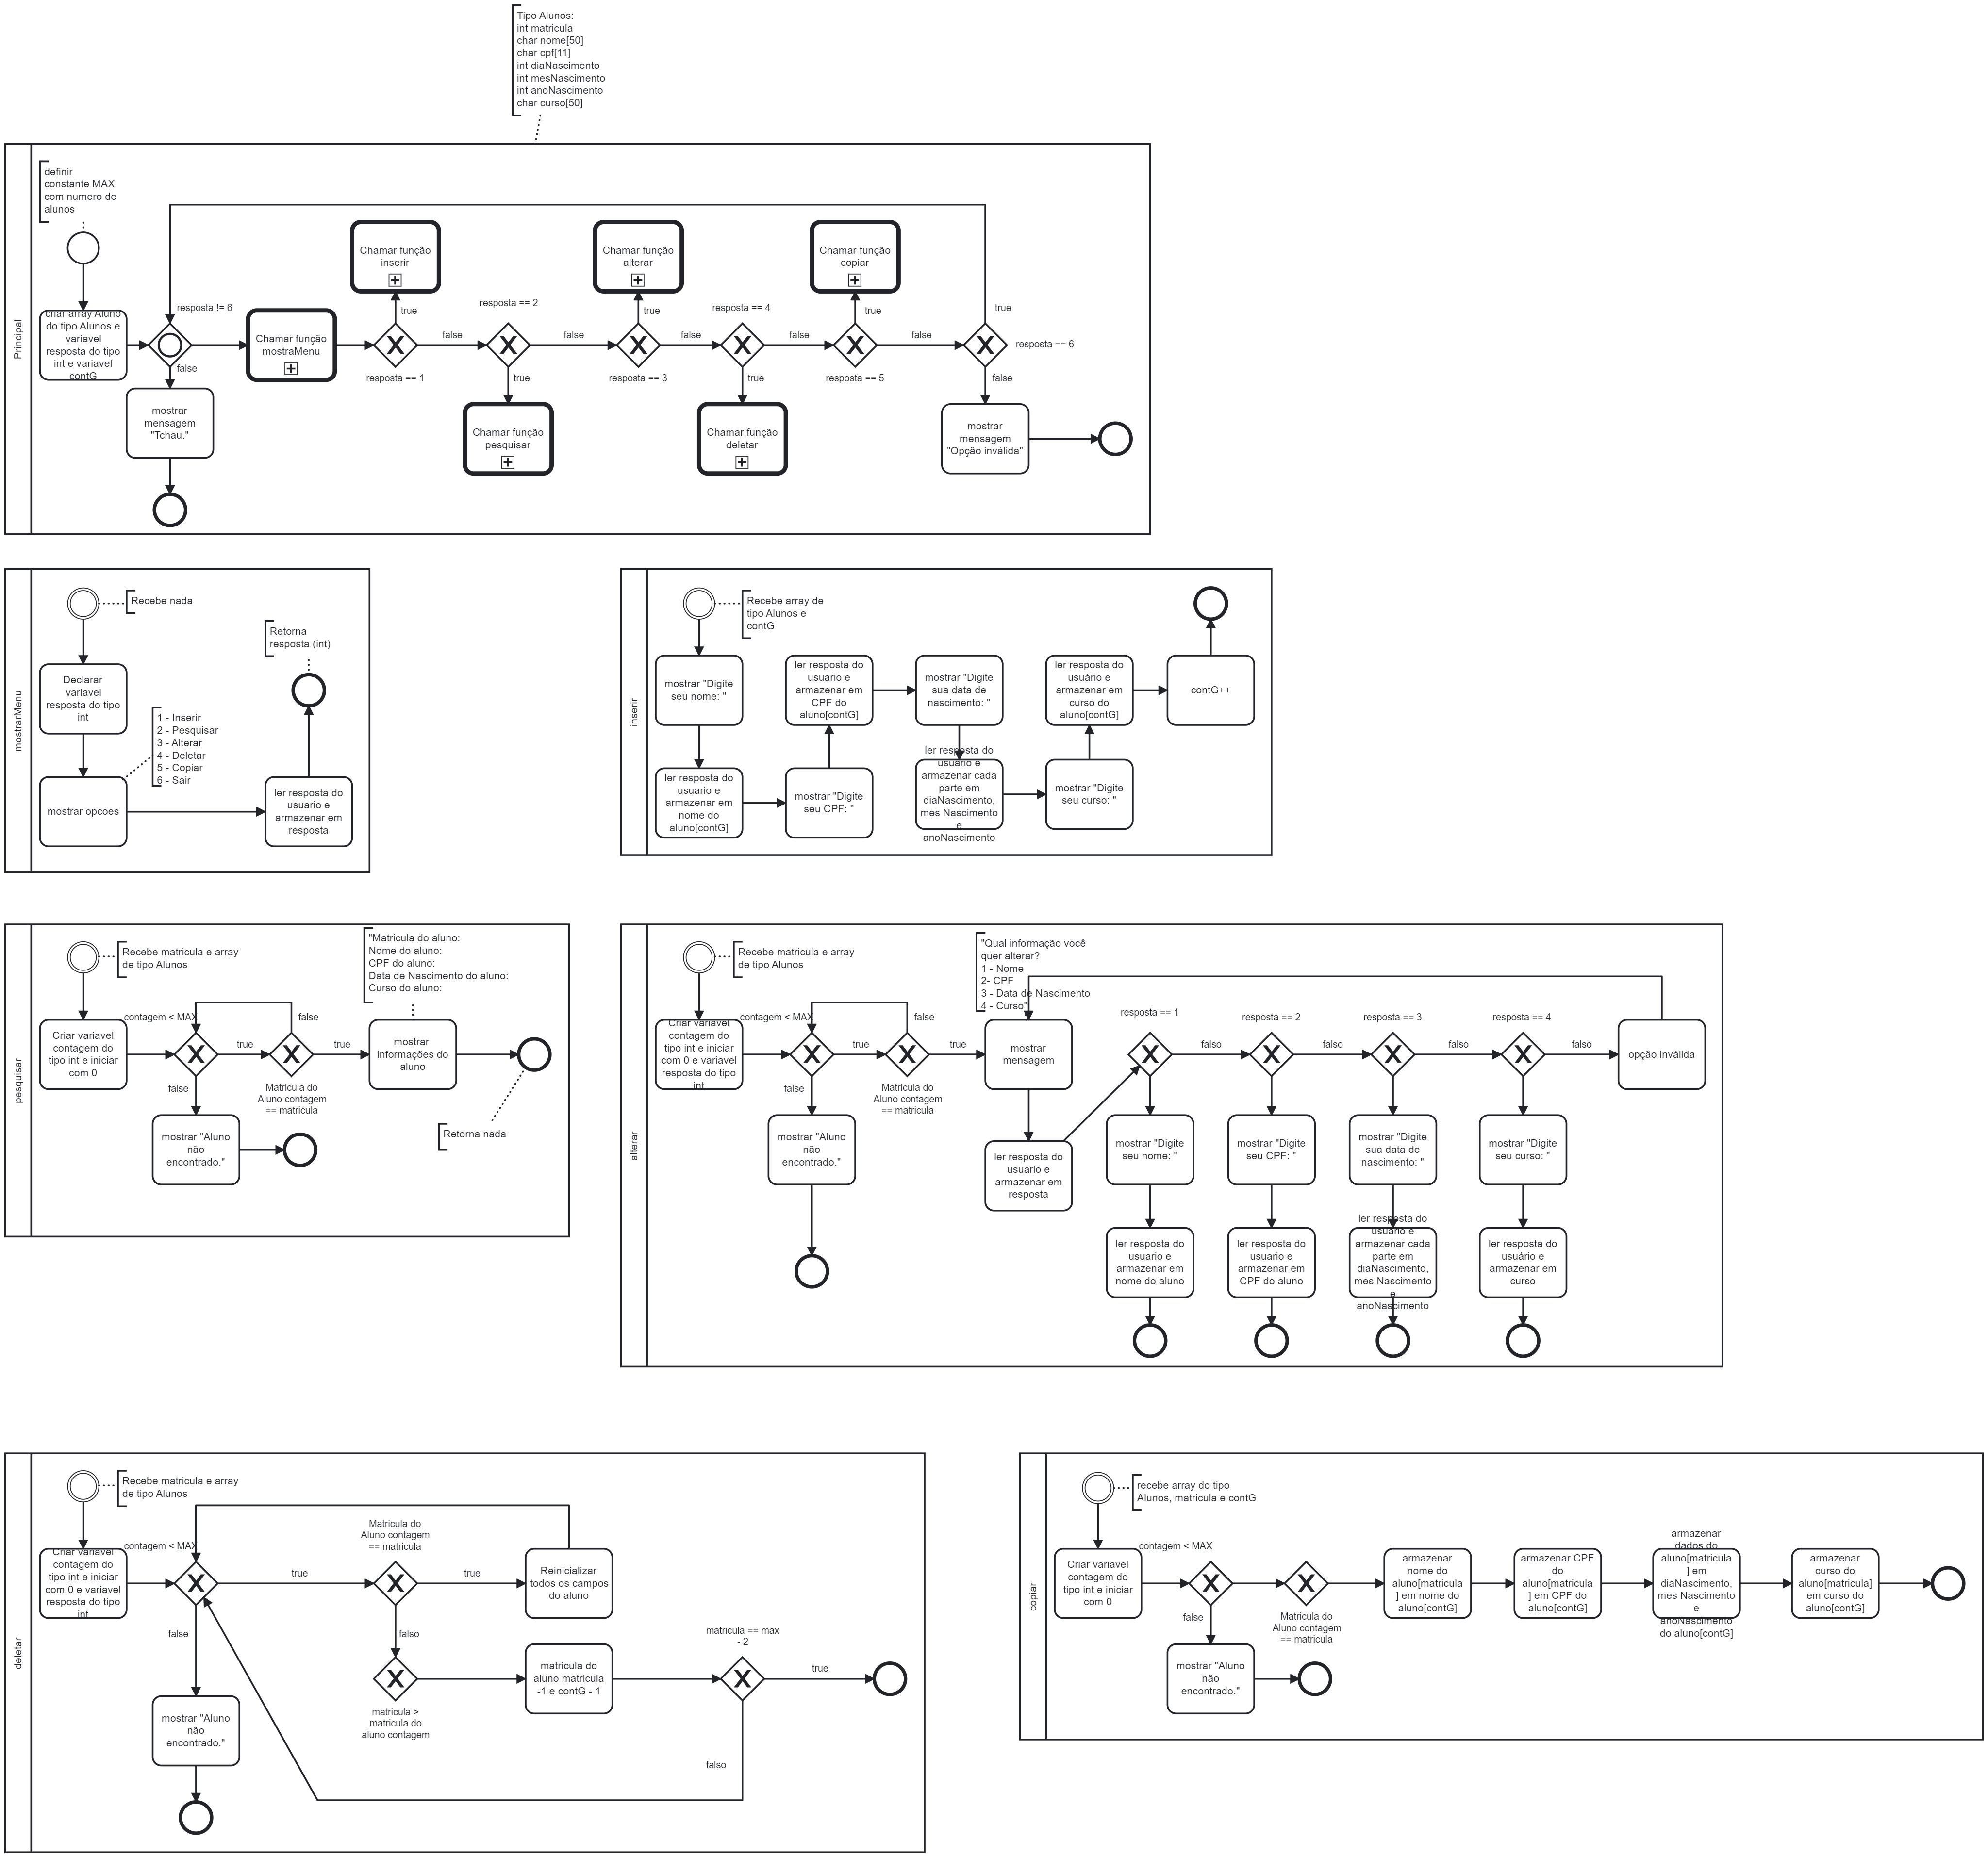 Tipo Alunos:
int matricula
char nome[50]
char cpf[11]
int diaNascimento
int mesNascimento
int anoNascimento
char curso[50]
Principal
definir
constante MAX
com numero de
alunos
criar array Aluno
do tipo Alunos e
variavel
resposta do tipo
int e variavel
contG
resposta != 6
false
mostrar
mensagem
"Tchau."
Chamar função
mostraMenu
Chamar função
inserir
true
resposta == 1
false
resposta == 2
true
Chamar função
pesquisar
false
Chamar função
alterar
true
resposta == 3
false
resposta == 4
true
Chamar função
deletar
false
Chamar função
copiar
true
resposta == 5
false
true
resposta == 6
false
mostrar
mensagem
"Opção inválida"
mostrarMenu
Recebe nada
Declarar
variavel
resposta do tipo
int
mostrar opcoes
1 - Inserir
2 - Pesquisar
3 - Alterar
4 - Deletar
5 - Copiar
6 - Sair
ler resposta do
usuario e
armazenar em
resposta
Retorna
resposta (int)
inserir
Recebe array de
tipo Alunos e
contG
mostrar "Digite
seu nome: "
ler resposta do
usuario e
armazenar em
nome do
aluno[contG]
mostrar "Digite
seu CPF: "
ler resposta do
usuario e
armazenar em
CPF do
aluno[contG]
mostrar "Digite
sua data de
nascimento: "
ler resposta do
usuario e
armazenar cada
parte em
diaNascimento,
mes Nascimento
e
anoNascimento
mostrar "Digite
seu curso: "
ler resposta do
usuário e
armazenar em
curso do
aluno[contG]
contG++
pesquisar
Recebe matricula e array
de tipo Alunos
Criar variavel
contagem do
tipo int e iniciar
com 0
contagem < MAX
true
false
mostrar "Aluno
não
encontrado."
false
true
Matricula do
Aluno contagem
== matricula
"Matricula do aluno:
Nome do aluno:
CPF do aluno:
Data de Nascimento do aluno:
Curso do aluno:
mostrar
informações do
aluno
Retorna nada
alterar
Recebe matricula e array
de tipo Alunos
Criar variavel
contagem do
tipo int e iniciar
com 0 e variavel
resposta do tipo
int
contagem < MAX
true
false
mostrar "Aluno
não
encontrado."
false
true
Matricula do
Aluno contagem
== matricula
"Qual informação você
quer alterar?
1 - Nome
2- CPF
3 - Data de Nascimento
4 - Curso"
mostrar
mensagem
ler resposta do
usuario e
armazenar em
resposta
resposta == 1
falso
resposta == 2
falso
resposta == 3
falso
resposta == 4
falso
opção inválida
mostrar "Digite
seu nome: "
mostrar "Digite
seu CPF: "
mostrar "Digite
sua data de
nascimento: "
mostrar "Digite
seu curso: "
ler resposta do
usuario e
armazenar em
nome do aluno
ler resposta do
usuario e
armazenar em
CPF do aluno
ler resposta do
usuario e
armazenar cada
parte em
diaNascimento,
mes Nascimento
e
anoNascimento
ler resposta do
usuário e
armazenar em
curso
deletar
Recebe matricula e array
de tipo Alunos
Criar variavel
contagem do
tipo int e iniciar
com 0 e variavel
resposta do tipo
int
contagem < MAX
true
false
mostrar "Aluno
não
encontrado."
Matricula do
Aluno contagem
== matricula
true
Reinicializar
todos os campos
do aluno
falso
matricula >
matricula do
aluno contagem
matricula do
aluno matricula
-1 e contG - 1
matricula == max
- 2
true
falso
copiar
recebe array do tipo
Alunos, matricula e contG
Criar variavel
contagem do
tipo int e iniciar
com 0
contagem < MAX
false
mostrar "Aluno
não
encontrado."
Matricula do
Aluno contagem
== matricula
armazenar
nome do
aluno[matricula
] em nome do
aluno[contG]
armazenar CPF
do
aluno[matricula
] em CPF do
aluno[contG]
armazenar
dados do
aluno[matricula
] em
diaNascimento,
mes Nascimento
e
anoNascimento
do aluno[contG]
armazenar
curso do
aluno[matricula]
em curso do
aluno[contG]